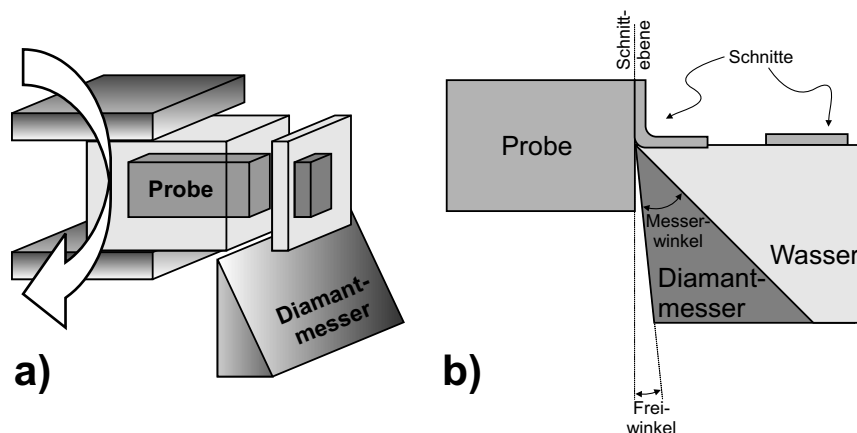 Probe
Diamant-
messer
a)
Schnitt-
ebene
Schnitte
Probe
Messer-
winkel
Wasser
Diamant-
messer
b)
Frei-
winkel